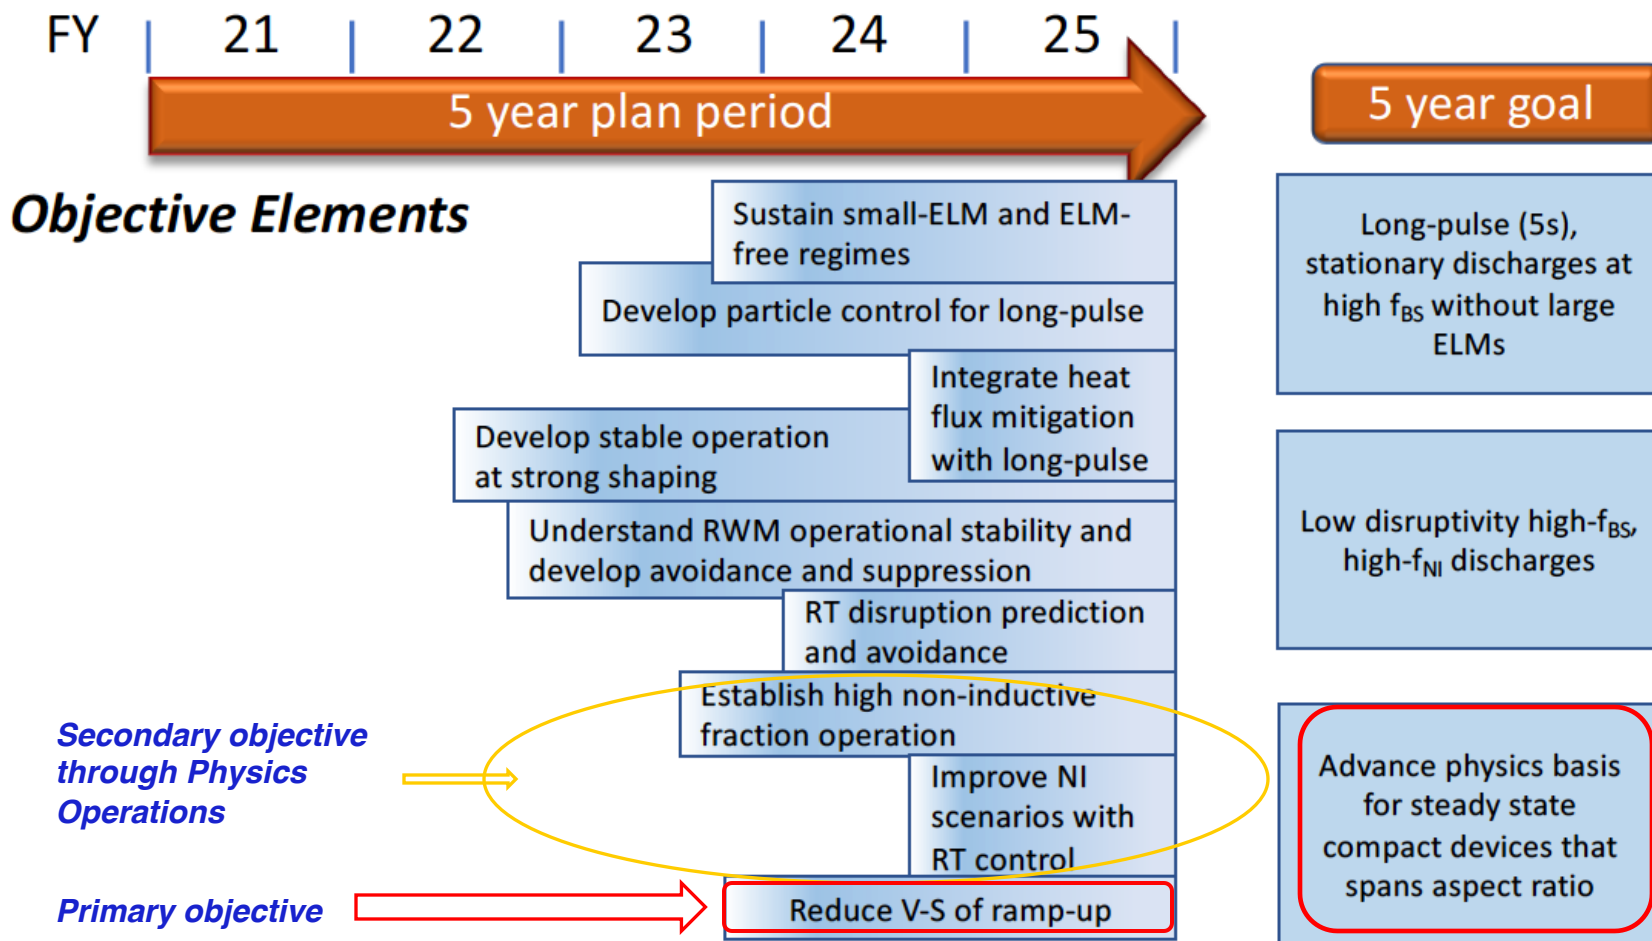 FY 21 22 23 24 25
5 year plan period
5 year goal
Objective Elements
Sustain small-ELM and ELM-
free regimes
Develop particle control for long-pulse
Integrate heat
flux mitigation
with long-pulse
Develop stable operation
at strong shaping
Understand RWM operational stability and
develop avoidance and suppression
RT disruption prediction
and avoidance
Establish high non-inductive
fraction operation
Improve NI
scenarios with
RT control
Reduce V-S of ramp-up
Secondary objective
through Physics
Operations
Primary objective
Long-pulse (5s),
stationary discharges at
high fBS without large
ELMs
Low disruptivity high-fBS,
high-fNI discharges
Advance physics basis
for steady state
compact devices that
spans aspect ratio